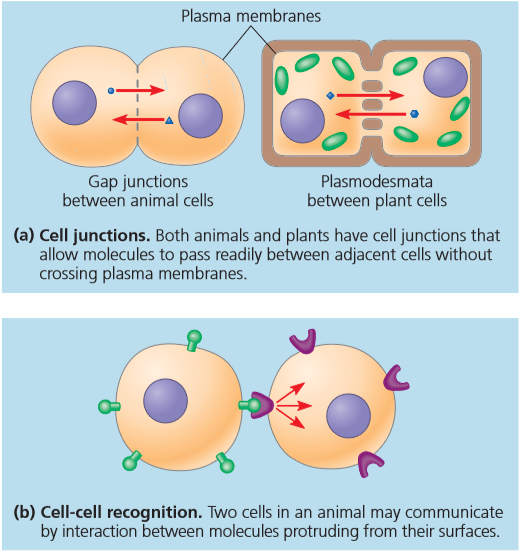 Plasma membranes
Gap junctions
between animal cells
Plasmodesmata
between plant cells
(a) Cell junctions. Both animals and plants have cell junctions that
allow molecules to pass readily between adjacent cells without
crossing plasma membranes.
(b) Cell-cell recognition. Two cells in an animal may communicate
by interaction between molecules protruding from their surfaces.